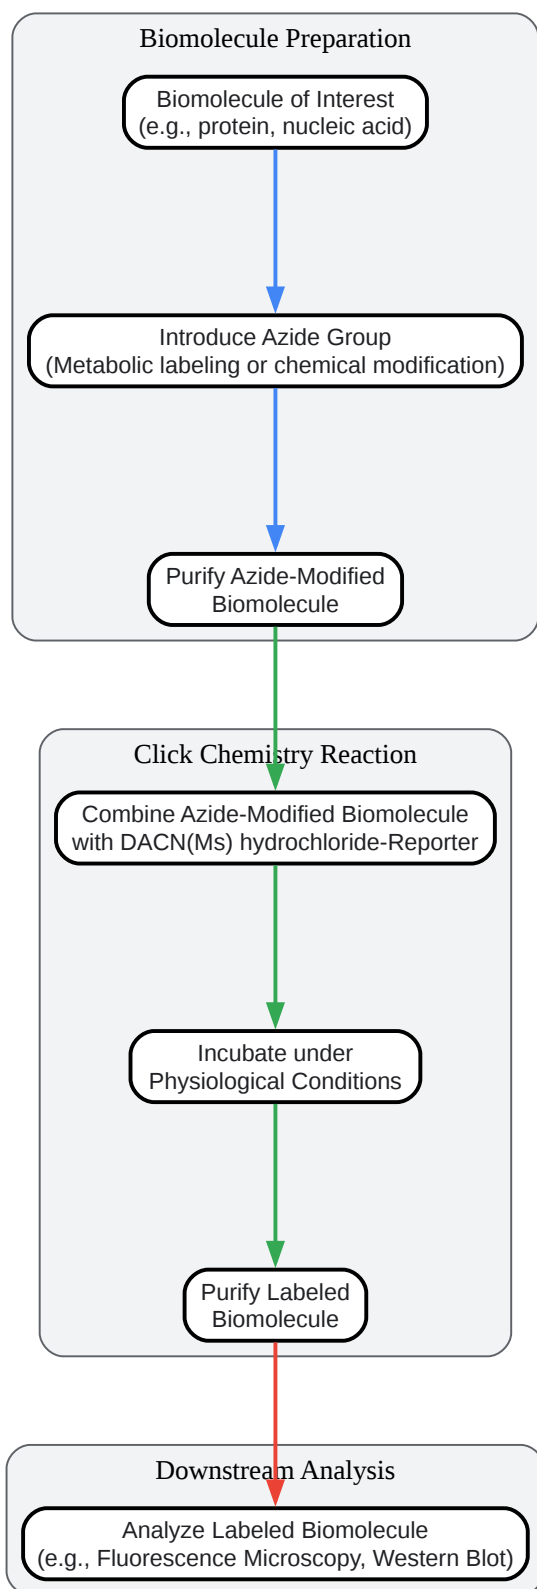 Biomolecule Preparation
Biomolecule of Interest
(e.g., protein, nucleic acid)
Introduce Azide Group
(Metabolic labeling or chemical modification)
Purify Azide-Modified
Biomolecule
Click Chemistry Reaction
Combine Azide-Modified Biomolecule
with DACN(Ms) hydrochloride-Reporter
Incubate under
Physiological Conditions
Purify Labeled
Biomolecule
Downstream Analysis
Analyze Labeled Biomolecule
(e.g., Fluorescence Microscopy, Western Blot)